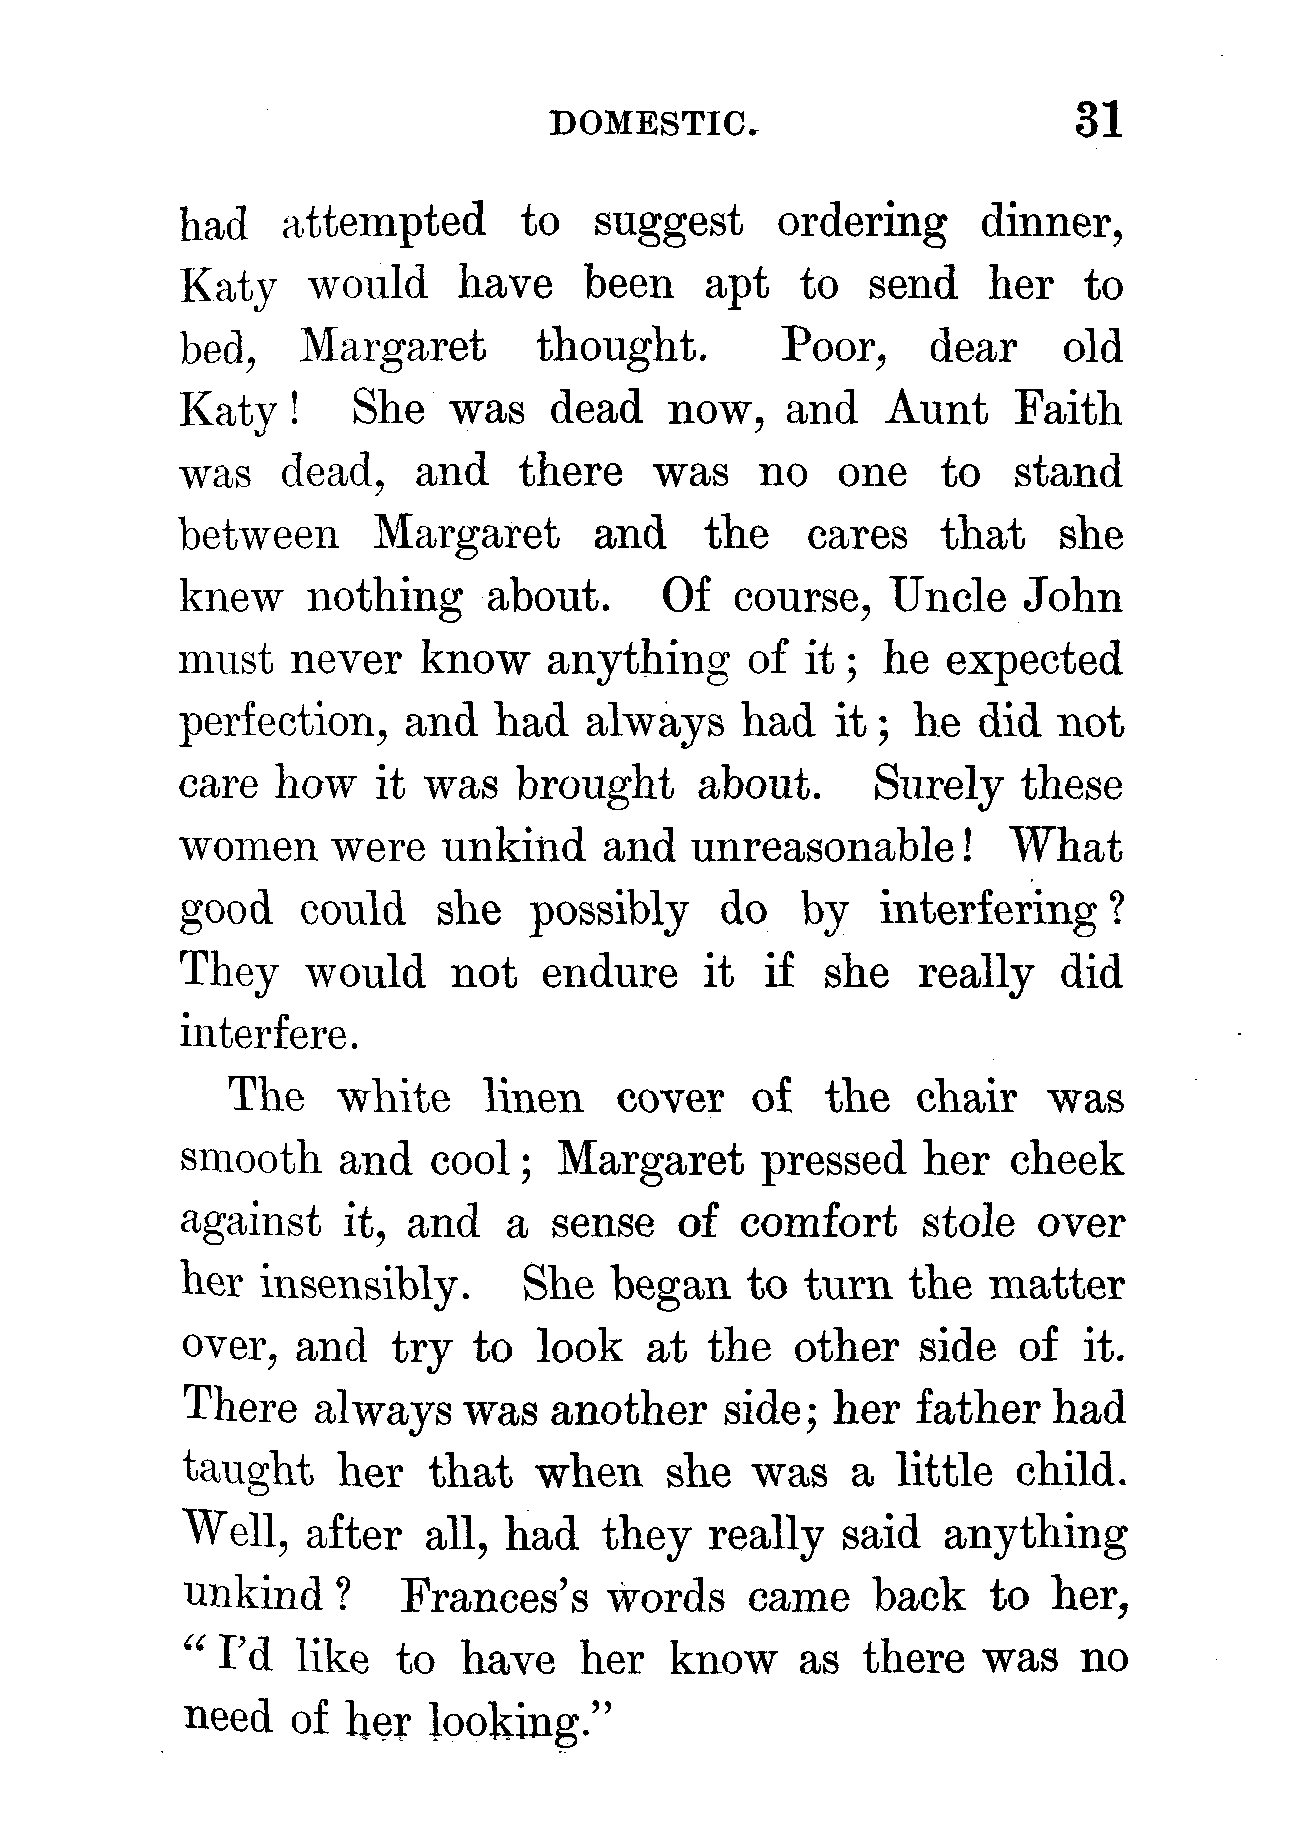 DOMESTIC. 31
had attempted to suggest ordering dinner,
Katy would have been apt to send her to
bed, Margaret thought. Poor, dear old
Katy! She was dead now, and Aunt Faith
was dead, and there was no one to stand
between Margaret and the cares that she
knew nothing about. Of course, Uncle John
must never know anything of it; he expected
perfection, and had always had it; he did not
care how it was brought about. Surely these
women were unkind and unreasonable! What
good could she possibly do by interfering?
They would not endure it if she really did
interfere.
The white linen cover of the chair was
smooth and cool; Margaret pressed her cheek
against it, and a sense of comfort stole over
her insensibly. She began to turn the matter
over, and try to look at the other side of it.
There always was another side; her father had
taught her that when she was a little child.
Well, after all, had they really said anything
unkind? Frances's words came back to her,
"I'd like to have her know as there was no
need of her looking."